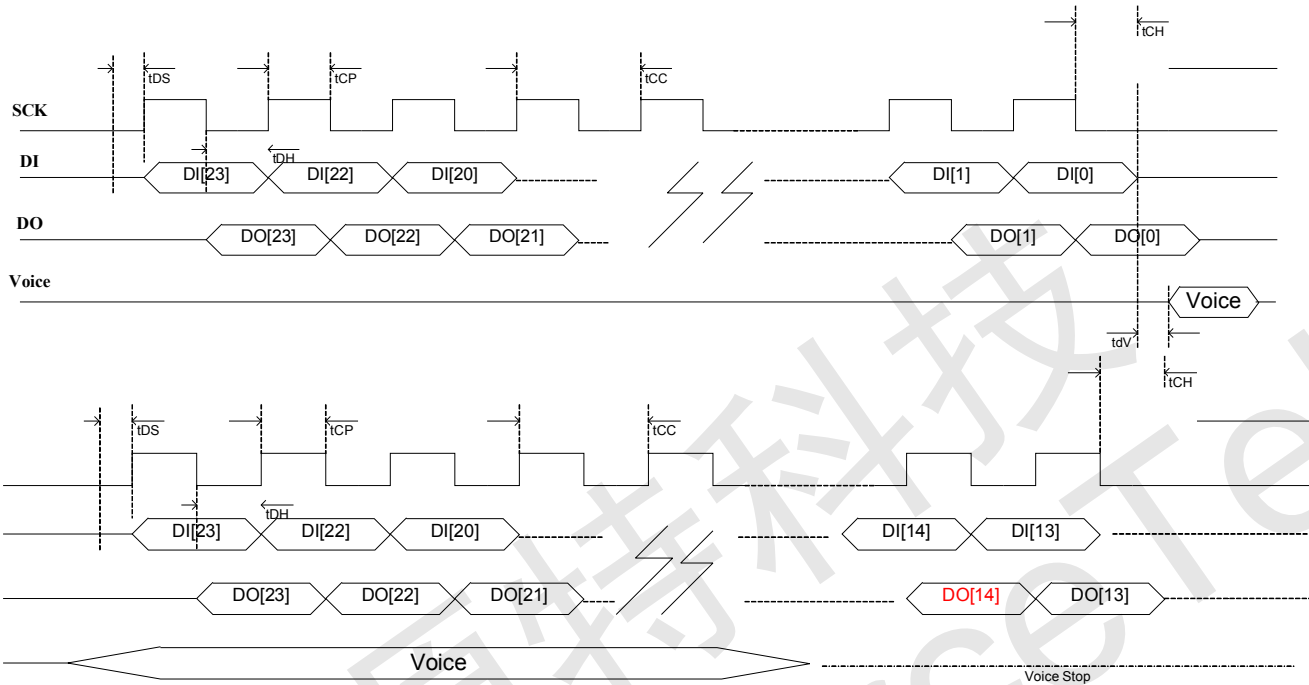 tCH
tDS
tCP
tCC
SCK
tDH
DI
DI[23]
DI[22]
DI[20]
DI[1]
DI[0]
DO
DO[23]
DO[22]
DO[21]
DO[1]
DO[0]
Voice
Voice
tdV
tCH
tDS
tCP
tCC
tDH
DI[23]
DI[22]
DI[20]
DI[14]
DI[13]
DO[23]
DO[22]
DO[21]
DO[14]
DO[13]
Voice
Voice Stop